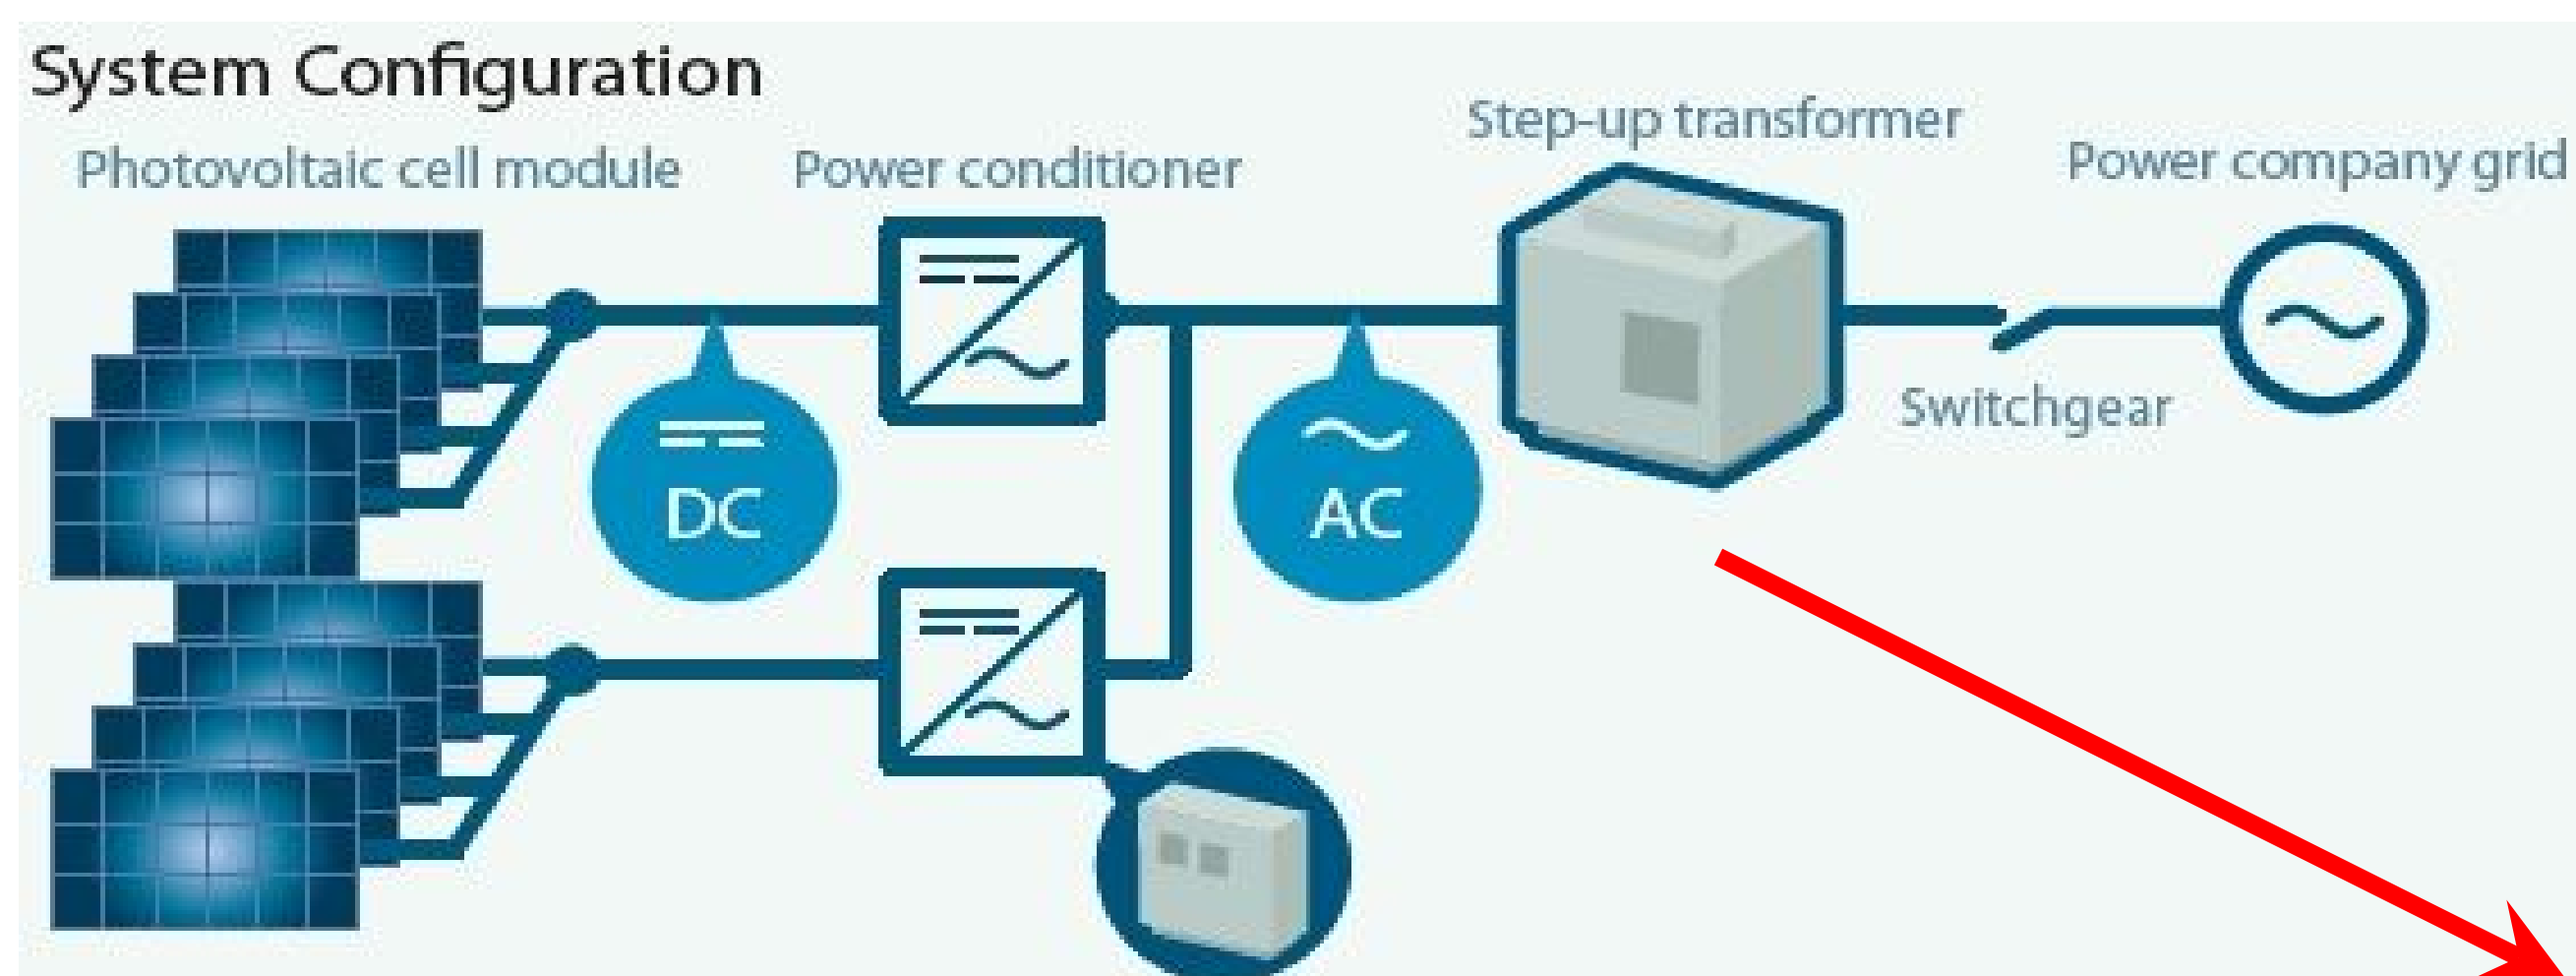 System Configuration
Photovoltaic cell module
Power conditioner
Step-up transformer
Power company grid
DC
AC
Switchgear